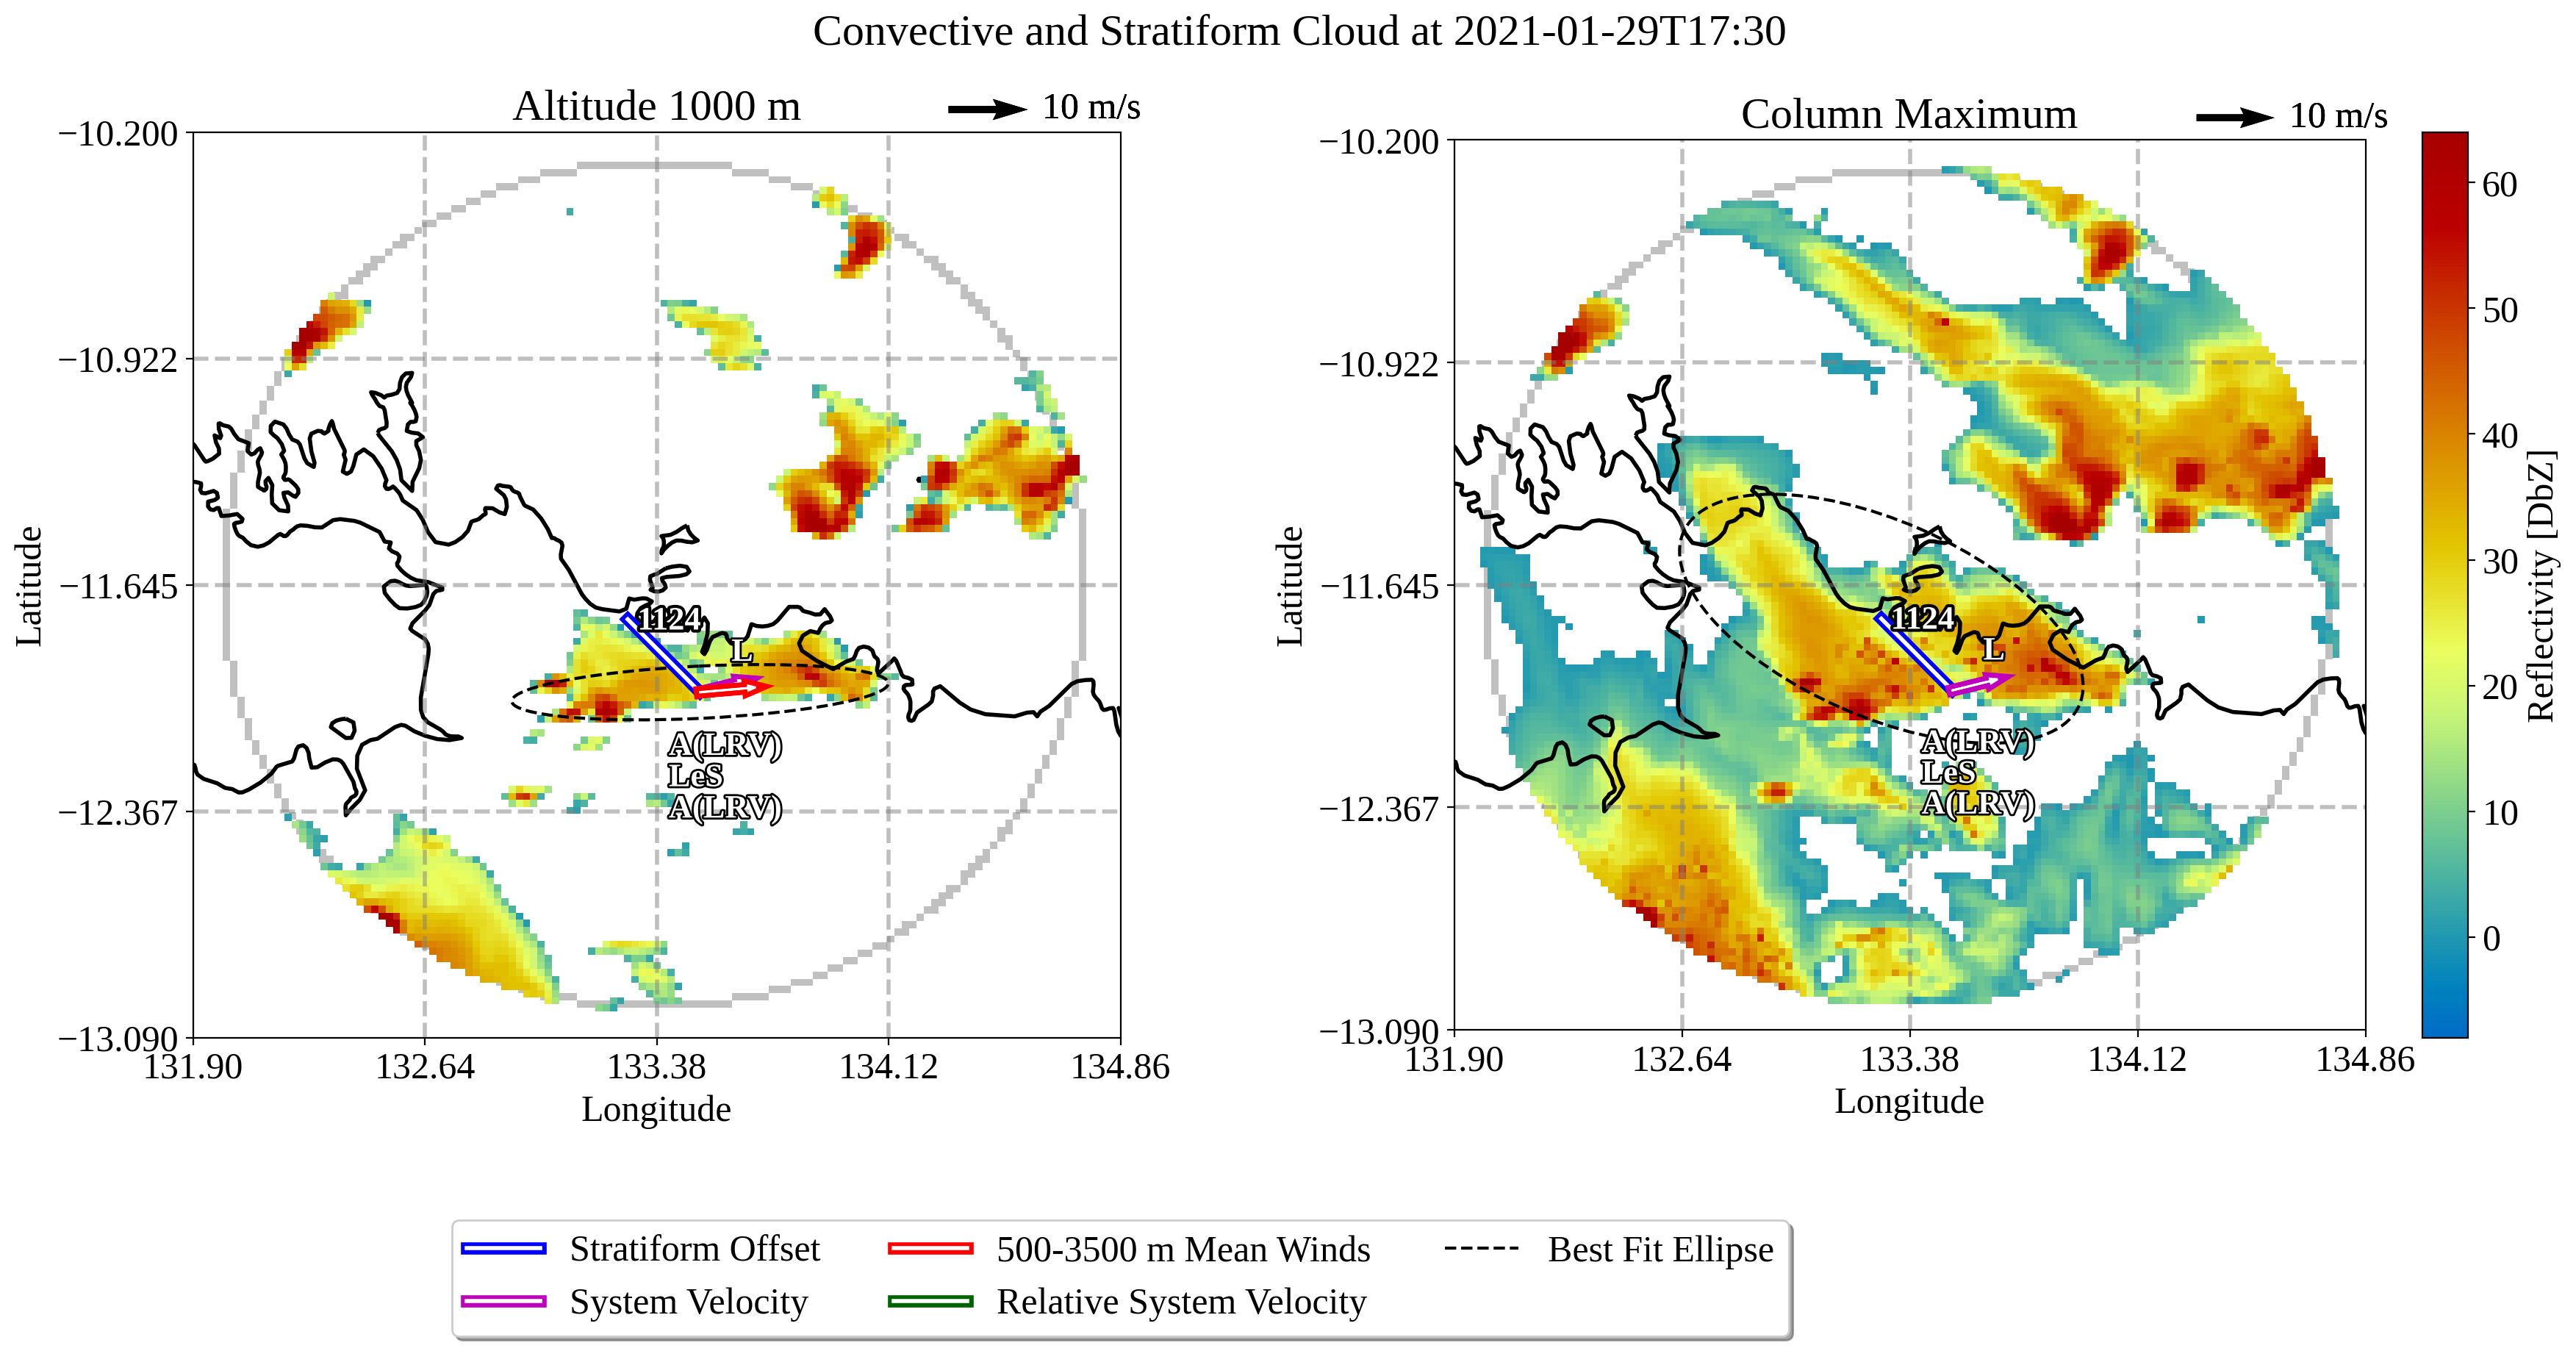 Convective and Stratiform Cloud at 2021-01-29T17:30
Altitude 1000 m
10 m/s
−10.200
−10.922
−11.645
−12.367
−13.090
Latitude
1124
L
A(LRV)
LeS
A(LRV)
131.90
132.64
133.38
134.12
134.86
Longitude
Column Maximum
10 m/s
−10.200
−10.922
−11.645
−12.367
−13.090
Latitude
1124
L
A(LRV)
LeS
A(LRV)
131.90
132.64
133.38
134.12
134.86
Longitude
60
50
40
30
20
10
0
Reflectivity [DbZ]
Stratiform Offset
System Velocity
500-3500 m Mean Winds
Relative System Velocity
Best Fit Ellipse